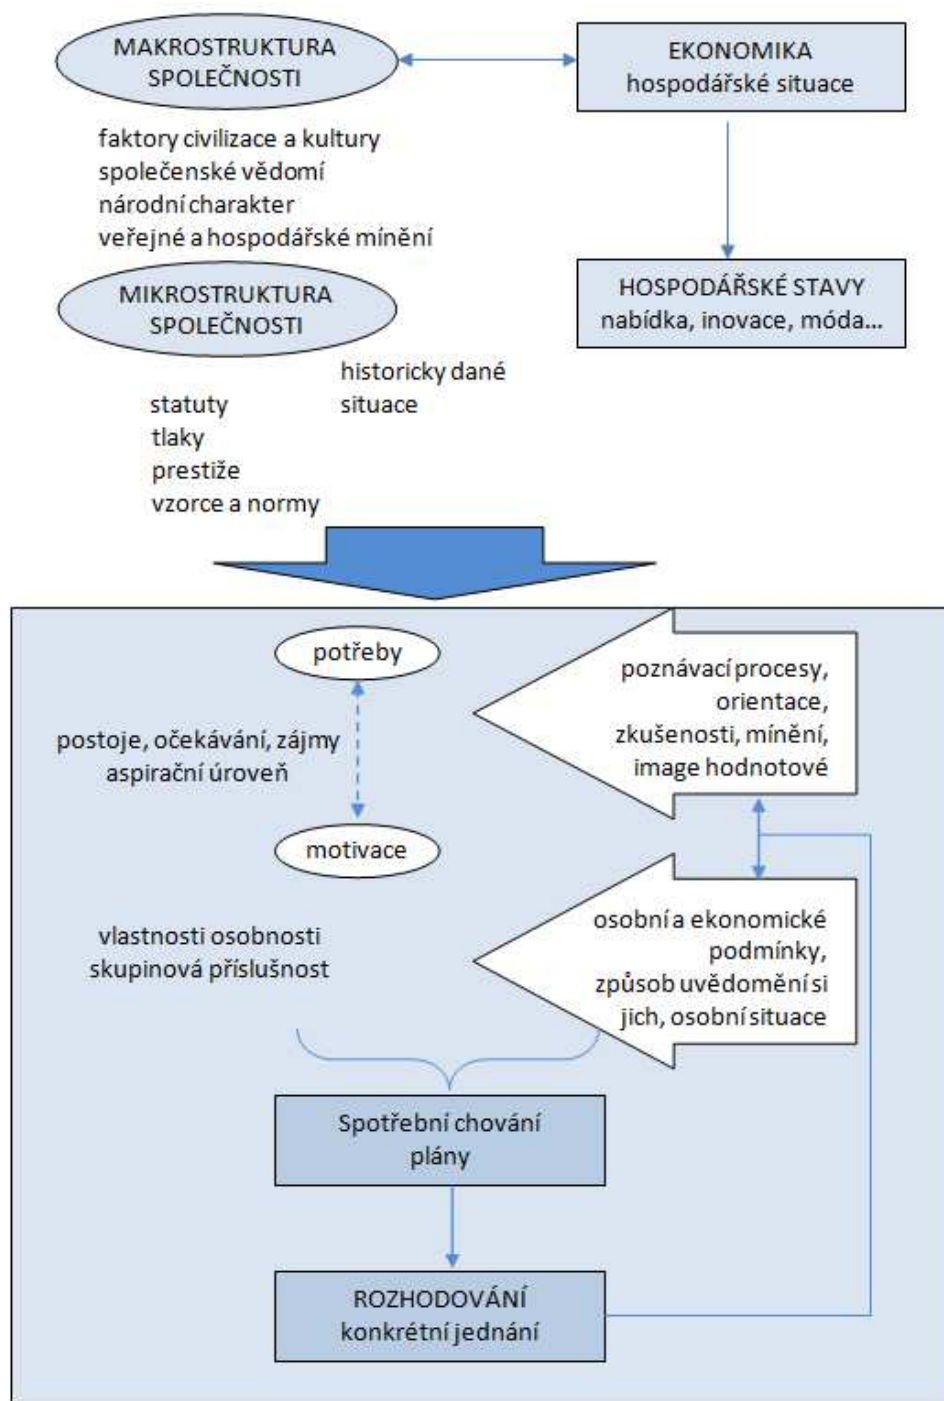 MAKROSTRUKTURA
SPOLEČNOSTI
EKONOMIKA
hospodářské situace
faktory civilizace a kultury
společenské vědomí
národní charakter
veřejné a hospodářské mínění
MIKROSTRUKTURA
SPOLEČNOSTI
HOSPODÁŘSKÉ STAVY
nabídka, inovace, móda...
historicky dané
situace
statuty
tlaky
prestiže
vzorce a normy
potřeby
postoje, očekávání, zájmy
aspirační úroveň
motivace
poznávací procesy,
orientace,
zkušenosti, mínění,
image hodnotové
vlastnosti osobnosti
skupinová příslušnost
osobní a ekonomické
podmínky,
způsob uvědomění si
jich, osobní situace
Spotřební chování
plány
ROZHODOVÁNÍ
konkrétní jednání